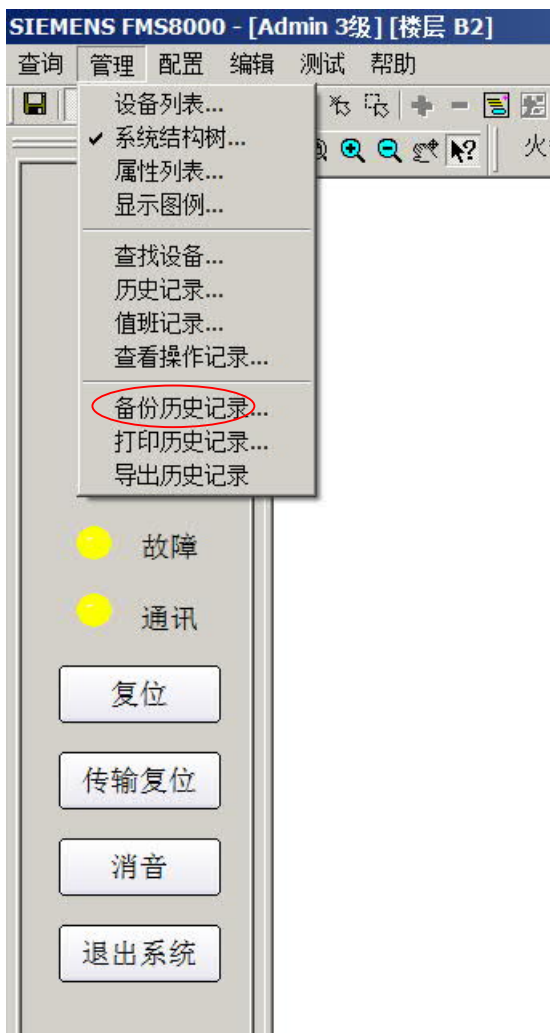 SIEMENS FMS8000 - [Admin 3级] [楼层 B2]
查询 管理 配置 编辑 测试 帮助
设备列表...
系统结构树...
属性列表...
显示图例...
查找设备...
历史记录...
值班记录...
查看操作记录...
备份历史记录...
打印历史记录...
导出历史记录
故障
通讯
复位
传输复位
消音
退出系统